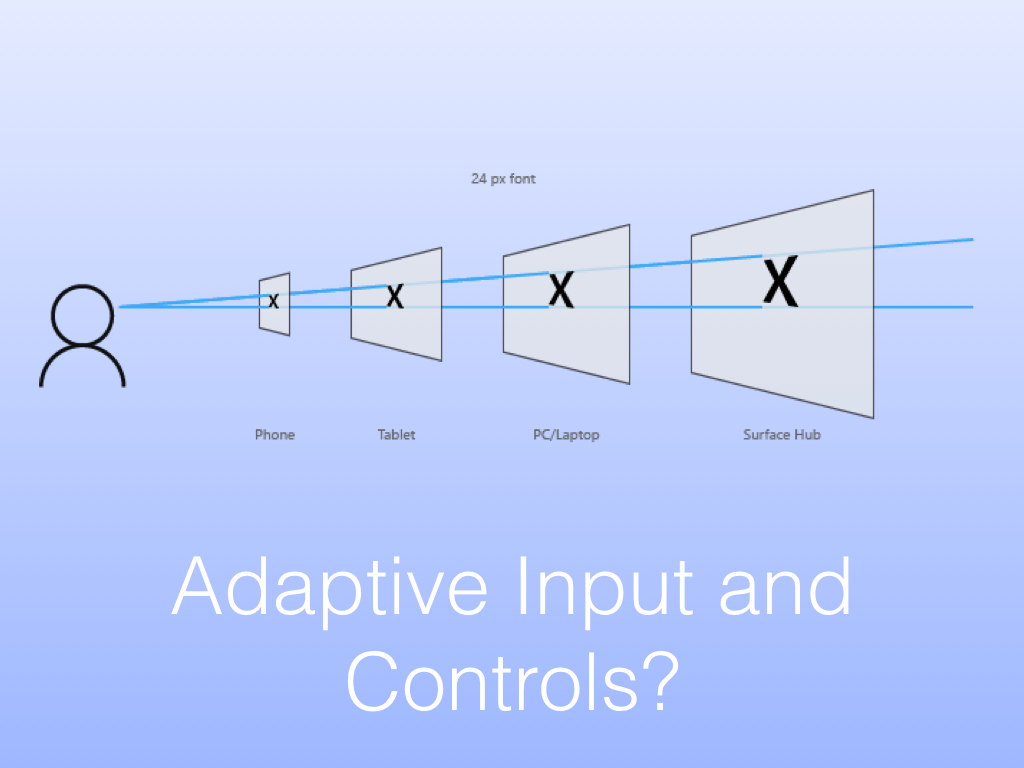 24 px font
X
X
X
X
Phone
Tablet
PC/Laptop
Surface Hub
Adaptive Input and
Controls?